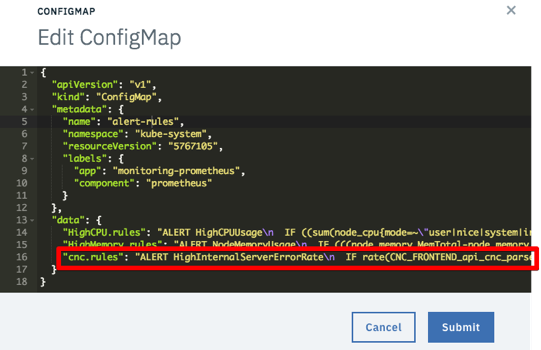 CONFIGMAP
Edit ConfigMap
1 {
2 "apiVersion": "v1",
3 "kind": "ConfigMap",
4 "metadata": {
5 "name": "alert-rules",
6 "namespace": "kube-system",
7 "resourceVersion": "5767105",
8 "labels": {
9 "app": "monitoring-prometheus",
10 "component": "prometheus"
11 }
12 },
13 "data": {
14 "HighCPU.rules": "ALERT HighCPUUsage\n IF ((sum(node_cpu{mode=~\"user|nice|system|
15 "HighMemory.rules": "ALERT NodeMemoryUsage\n IF (((node_memory_MemTotal-node_memory
16 "cnc.rules": "ALERT HighInternalServerErrorRate\n IF rate(CNC_FRONTEND_api_cnc_parse
17 }
18 }
Cancel
Submit